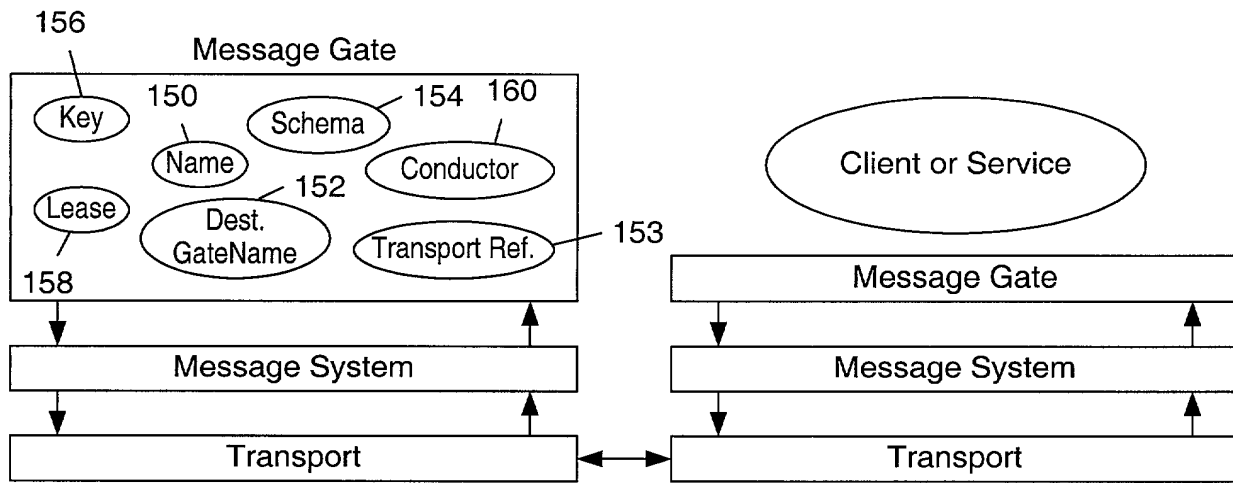 156
Message Gate
150
154
160
Key
Schema
Name
Conductor
Client or Service
152
Lease
Dest.
GateName
Transport Ref.
153
158
Message Gate
Message System
Message System
Transport
Transport